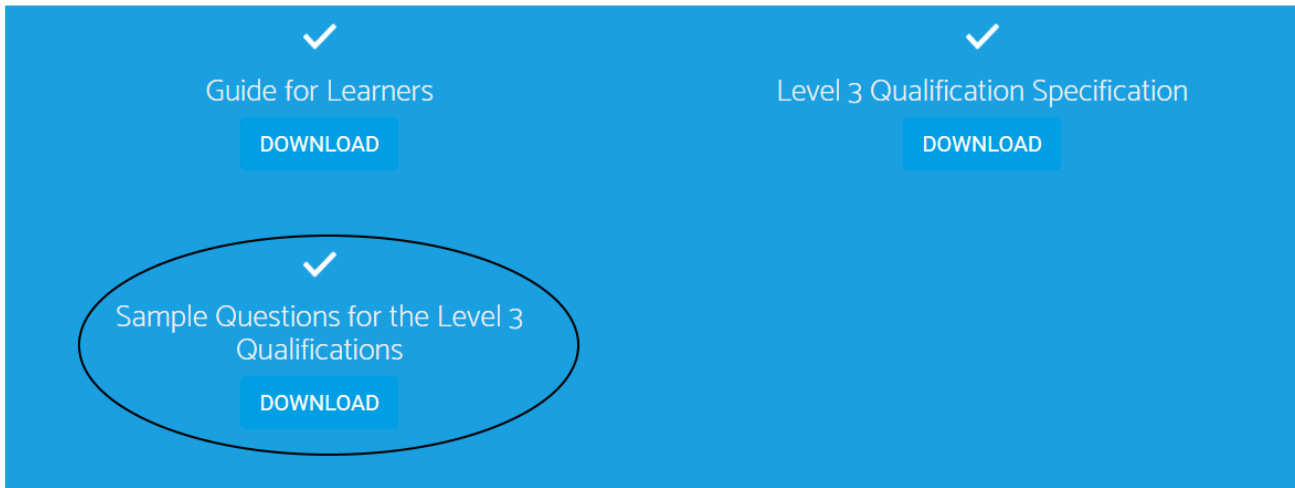 Guide for Learners
DOWNLOAD
Level 3 Qualification Specification
DOWNLOAD
Sample Questions for the Level 3
Qualifications
DOWNLOAD